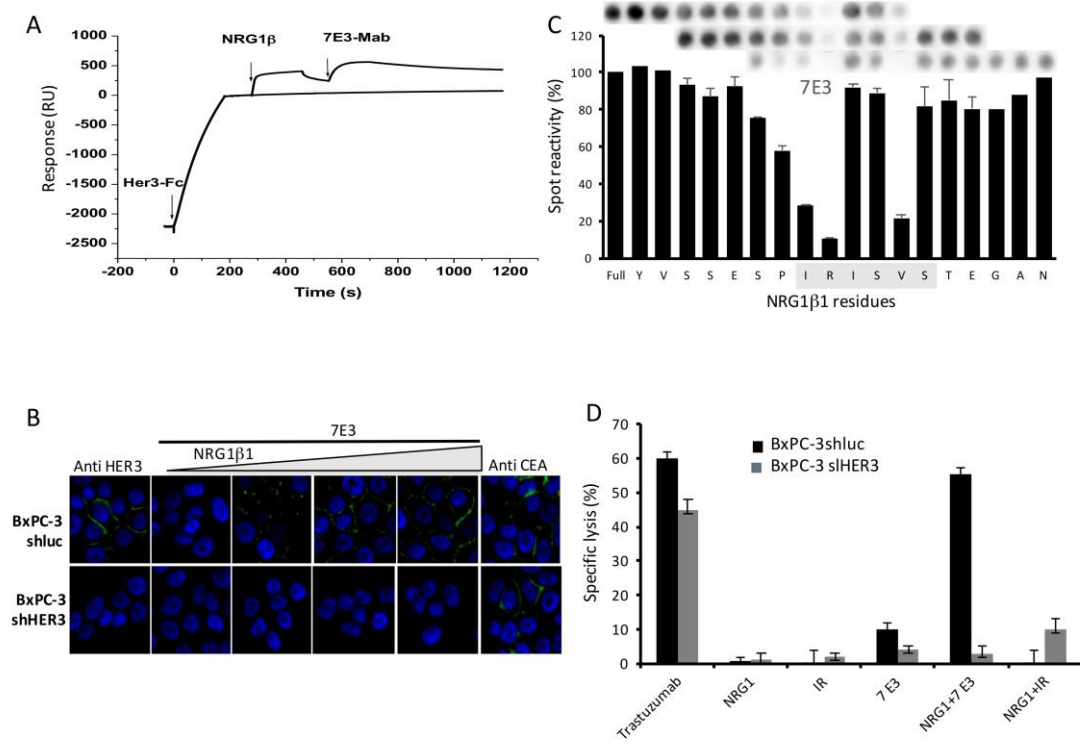 A
NRG1β
7E3-Mab
Her3-Fc
Response (RU)
1000
500
0
-500
-1000
-1500
-2000
-2500
-200 0 200 400 600 800 1000 1200
Time (s)
C
7E3
Spot reactivity (%)
120
100
80
60
40
20
0
Full Y V S S E S P I R I S V S T E G A N
NRG1β1 residues
B
7E3
Anti HER3 NRG1β1 Anti CEA
BxPC-3
shluc
BxPC-3
shHER3
D
BxPC-3shluc
BxPC-3 slHER3
Specific lysis (%)
70
60
50
40
30
20
10
0
Trastuzumab NRG1 IR 7 E3 NRG1+7 E3 NRG1+IR